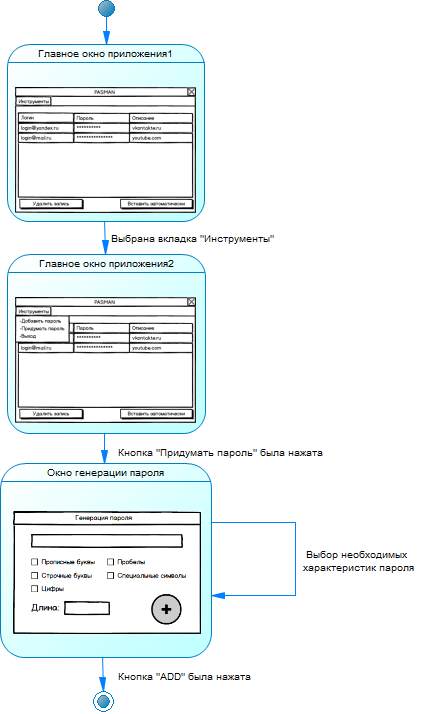 Главное окно приложения1
PASMAN
Инструменты
Логин Пароль Описание
login@yandex.ru ********** vkontakte.ru
login@mail.ru *************** youtube.com
Удалить запись Вставить автоматически
Выбрана вкладка "Инструменты"
Главное окно приложения2
PASMAN
Инструменты
-Добавить пароль Пароль Описание
-Придумать пароль ********** vkontakte.ru
-Выход
login@mail.ru *************** youtube.com
Удалить запись Вставить автоматически
Кнопка "Придумать пароль" была нажата
Окно генерации пароля
Генерация пароля
Прописные буквы Пробелы
Строчные буквы Специальные символы
Цифры
Длина:
+
Выбор необходимых
характеристик пароля
Кнопка "ADD" была нажата